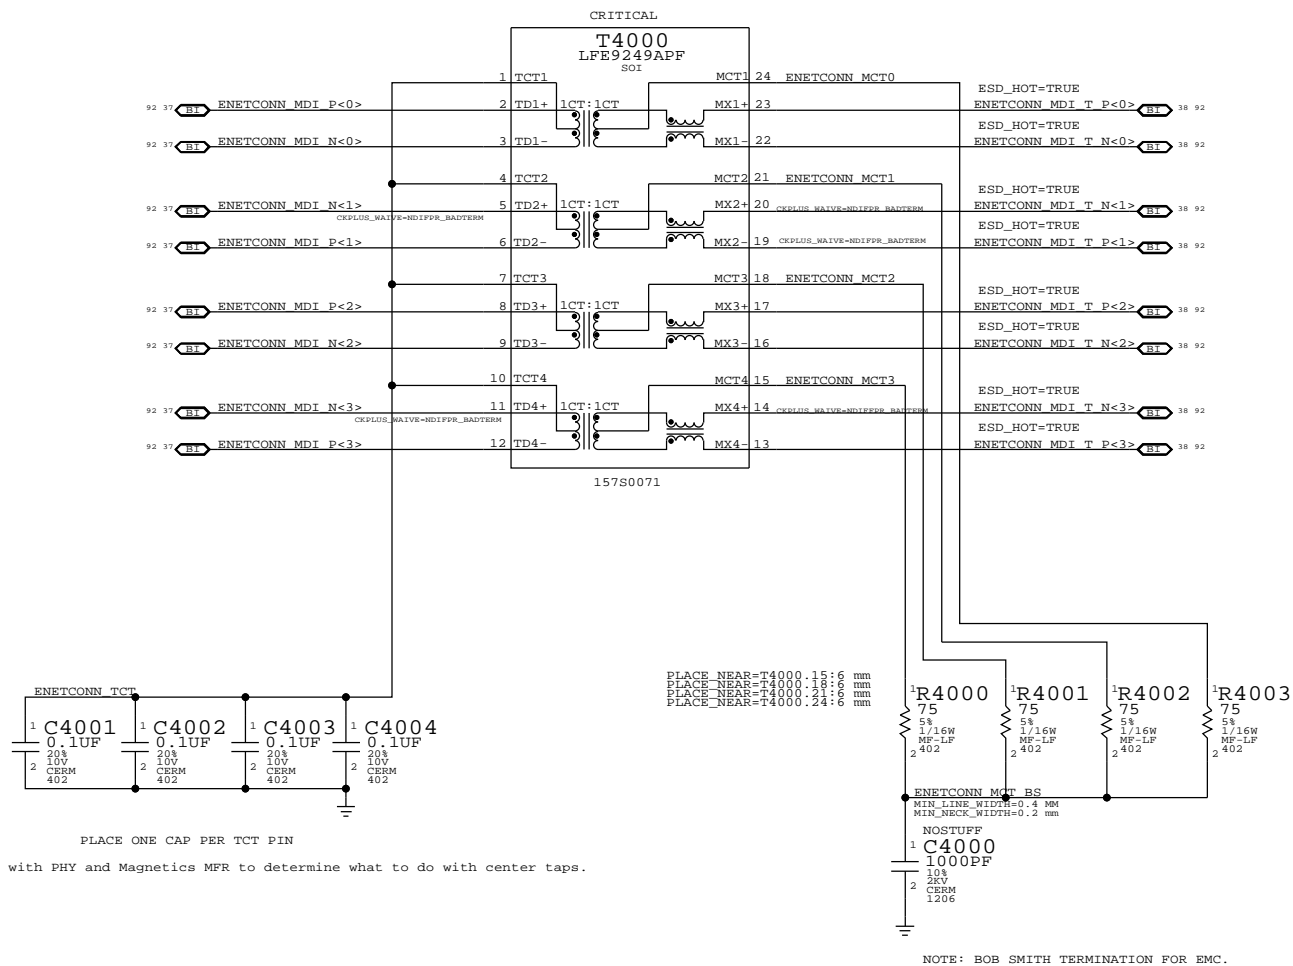 CRITICAL
T4000
LFE9249APF
SOI
1 TCT1 MCT1 24 ENETCONN_MCT0
ESD_HOT=TRUE
92 37 BI ENETCONN_MDI_P<0> 2 TD1+ 1CT:1CT MX1+ 23 ENETCONN_MDI_T_P<0> BI 38 92
ESD_HOT=TRUE
92 37 BI ENETCONN_MDI_N<0> 3 TD1- MX1- 22 ENETCONN_MDI_T_N<0> BI 38 92
4 TCT2 MCT2 21 ENETCONN_MCT1
ESD_HOT=TRUE
92 37 BI ENETCONN_MDI_N<1> 5 TD2+ 1CT:1CT MX2+ 20 CKPLUS_WAIVE=NDIFPR_BADTERM ENETCONN_MDI_T_N<1> BI 38 92
CKPLUS_WAIVE=NDIFPR_BADTERM
ESD_HOT=TRUE
92 37 BI ENETCONN_MDI_P<1> 6 TD2- MX2- 19 CKPLUS_WAIVE=NDIFPR_BADTERM ENETCONN_MDI_T_P<1> BI 38 92
7 TCT3 MCT3 18 ENETCONN_MCT2
ESD_HOT=TRUE
92 37 BI ENETCONN_MDI_P<2> 8 TD3+ 1CT:1CT MX3+ 17 ENETCONN_MDI_T_P<2> BI 38 92
ESD_HOT=TRUE
92 37 BI ENETCONN_MDI_N<2> 9 TD3- MX3- 16 ENETCONN_MDI_T_N<2> BI 38 92
10 TCT4 MCT4 15 ENETCONN_MCT3
ESD_HOT=TRUE
92 37 BI ENETCONN_MDI_N<3> 11 TD4+ 1CT:1CT MX4+ 14 CKPLUS_WAIVE=NDIFPR_BADTERM ENETCONN_MDI_T_N<3> BI 38 92
CKPLUS_WAIVE=NDIFPR_BADTERM
ESD_HOT=TRUE
92 37 BI ENETCONN_MDI_P<3> 12 TD4- MX4- 13 ENETCONN_MDI_T_P<3> BI 38 92
157S0071
PLACE_NEAR=T4000.15:6 mm
PLACE_NEAR=T4000.18:6 mm
PLACE_NEAR=T4000.21:6 mm
PLACE_NEAR=T4000.24:6 mm
1 R4000
75
5%
1/16W
MF-LF
402
2
1 R4001
75
5%
1/16W
MF-LF
402
2
1 R4002
75
5%
1/16W
MF-LF
402
2
1 R4003
75
5%
1/16W
MF-LF
402
2
ENETCONN_TCT
1 C4001
0.1UF
20%
10V
CERM
402
2
1 C4002
0.1UF
20%
10V
CERM
402
2
1 C4003
0.1UF
20%
10V
CERM
402
2
1 C4004
0.1UF
20%
10V
CERM
402
2
ENETCONN_MCT_BS
MIN_LINE_WIDTH=0.4 MM
MIN_NECK_WIDTH=0.2 mm
NOSTUFF
1 C4000
1000PF
10%
2KV
CERM
1206
2
PLACE ONE CAP PER TCT PIN
with PHY and Magnetics MFR to determine what to do with center taps.
NOTE: BOB SMITH TERMINATION FOR EMC.